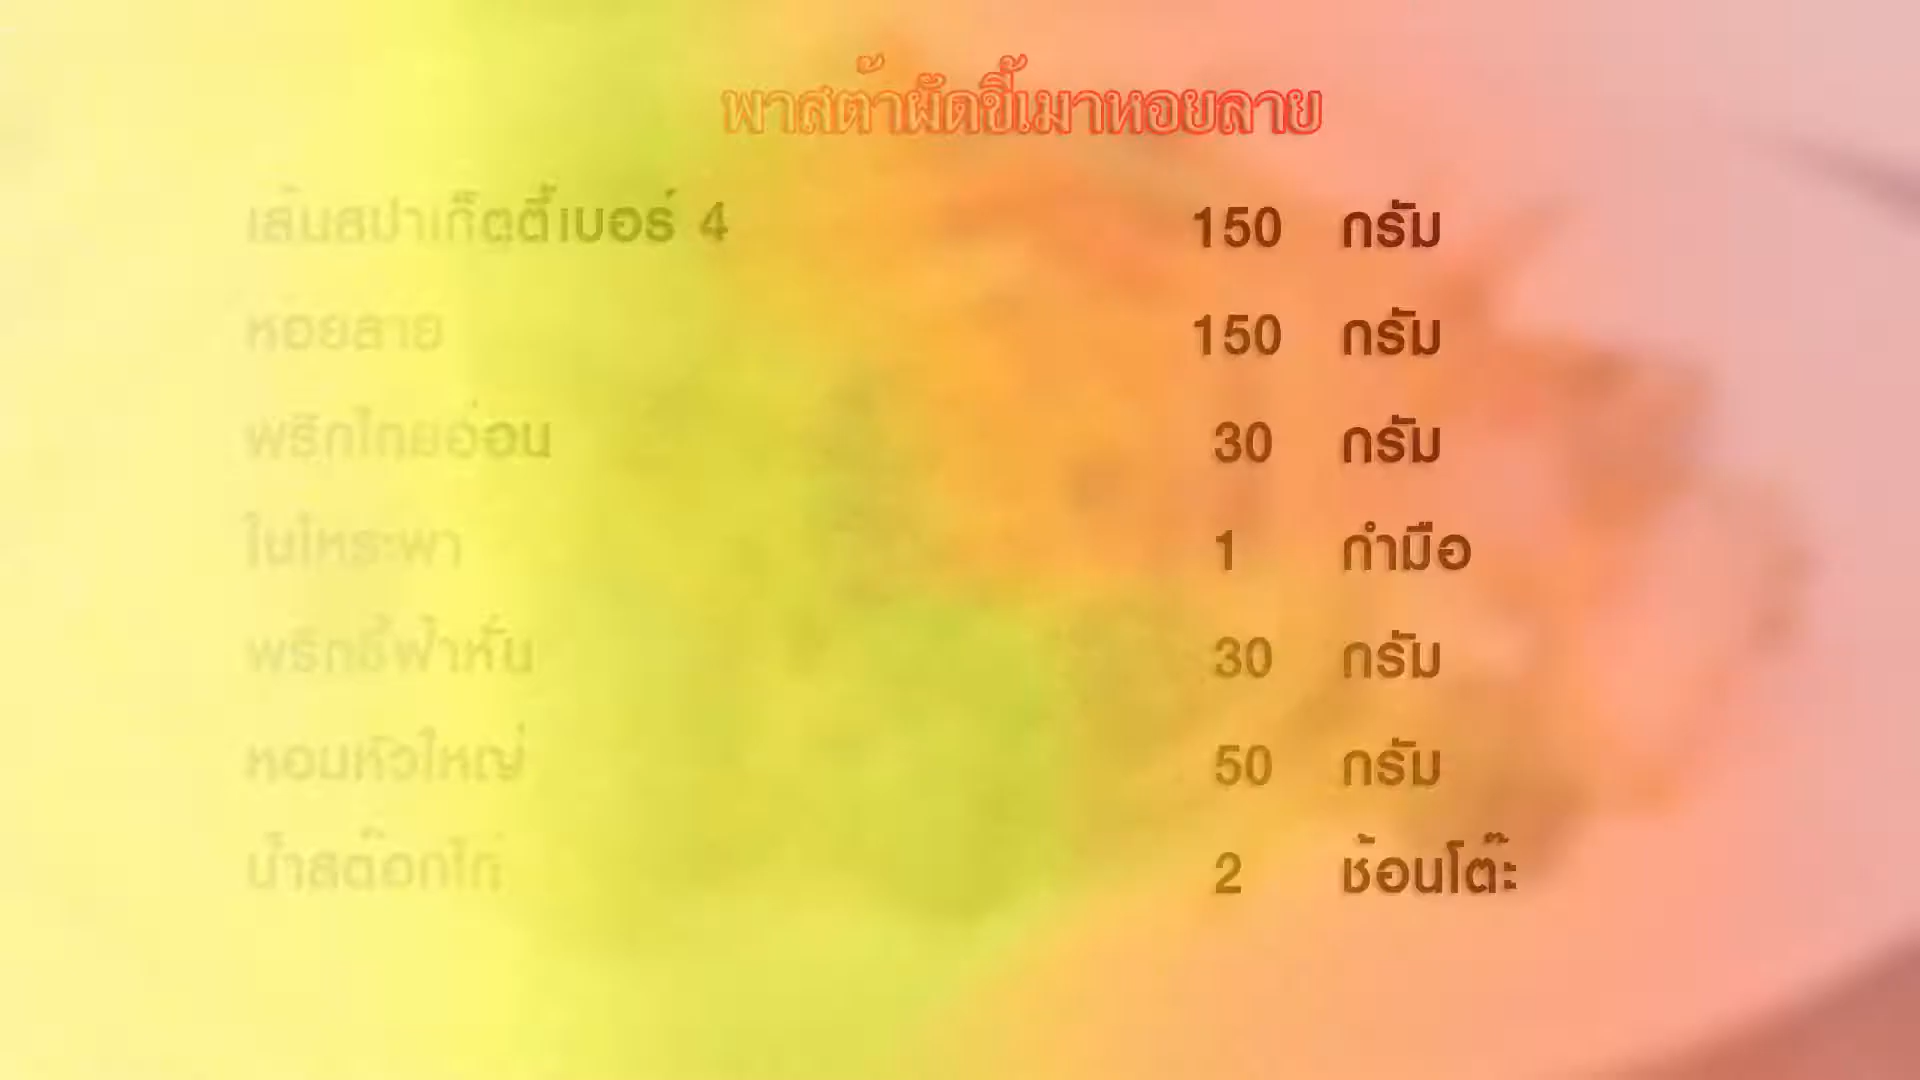 พาสต้าผัดขี้เมาหอยลาย
เส้นสปาเก็ตตี้เบอร์ 4 150 กรัม
หอยลาย 150 กรัม
พริกไทยอ่อน 30 กรัม
ใบโหระพา 1 กำมือ
พริกชี้ฟ้าหั่น 30 กรัม
หอมหัวใหญ่ 50 กรัม
น้ำสต๊อกไก่ 2 ช้อนโต๊ะ